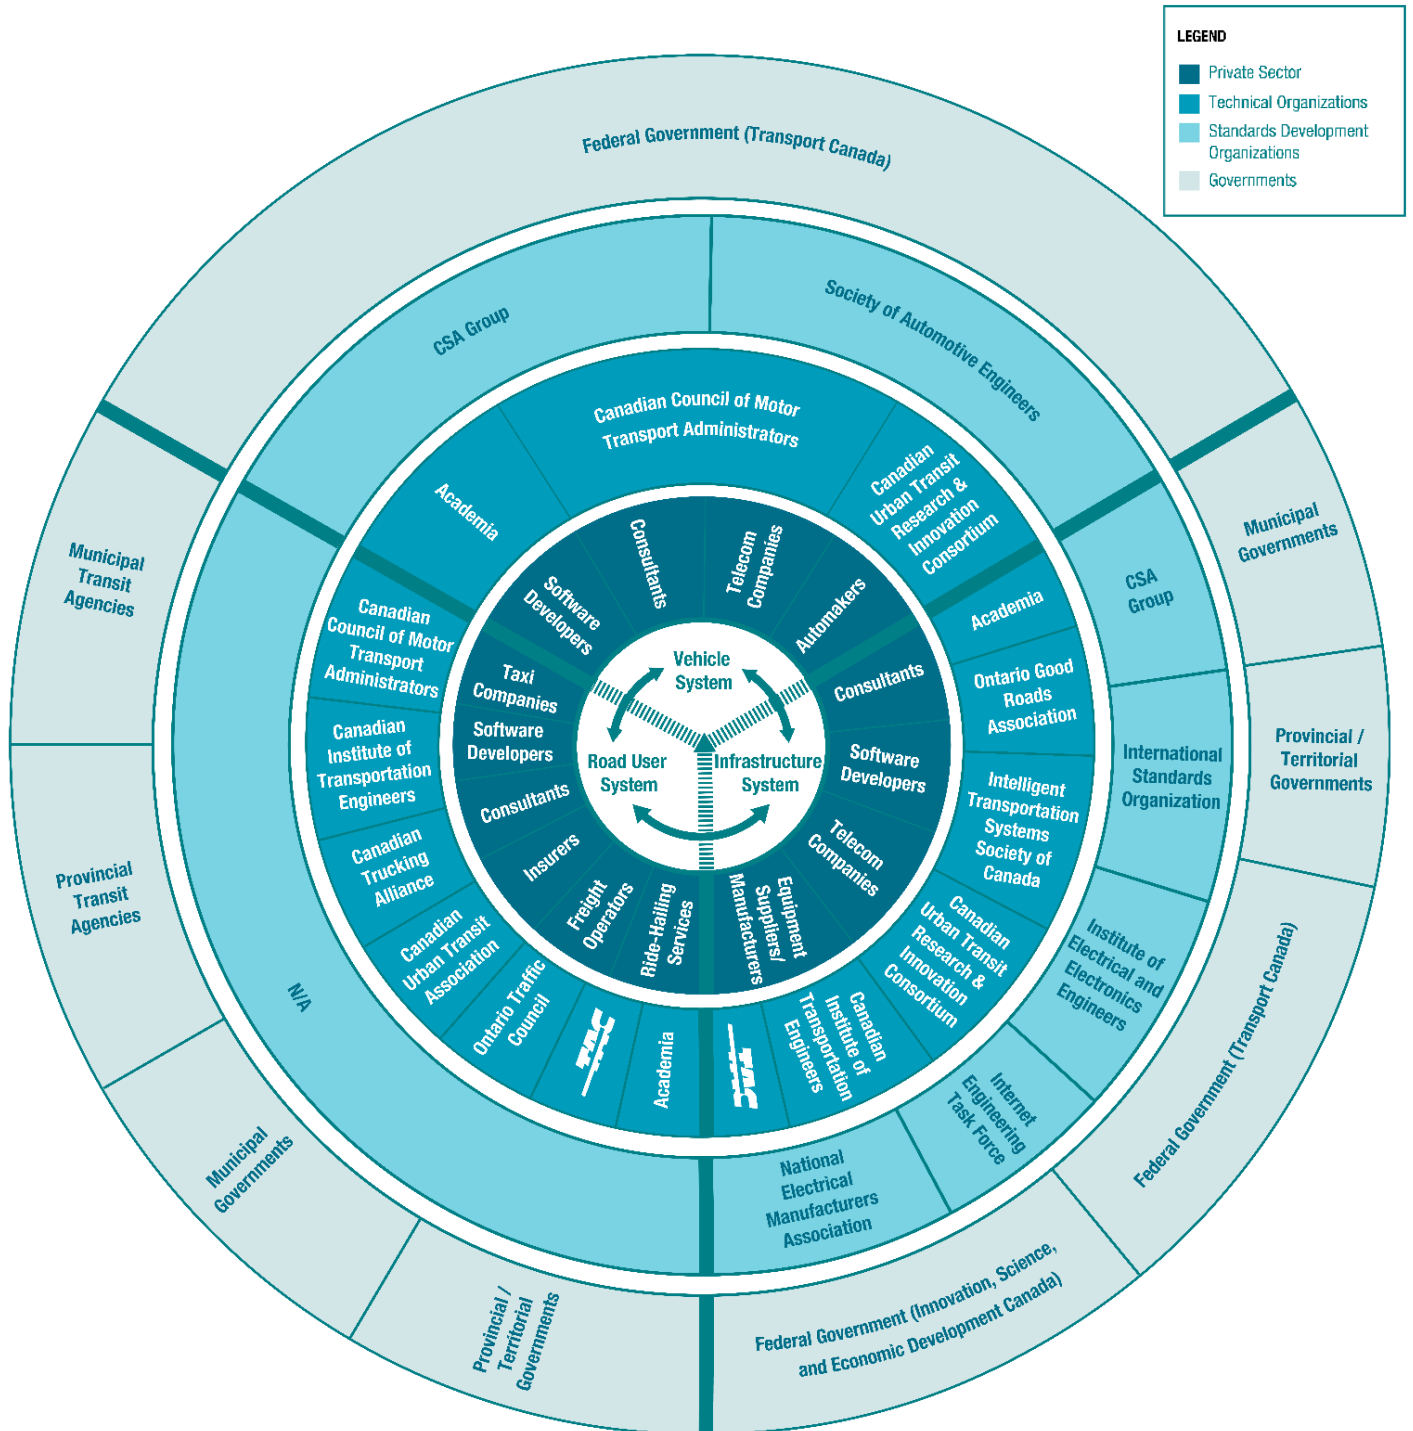 LEGEND
Private Sector
Technical Organizations
Standards Development
Organizations
Governments
Federal Government (Transport Canada)
CSA Group
Society of Automotive Engineers
Canadian Council of Motor
Transport Administrators
Academia
Canadian
Urban Transit
Research &
Innovation
Consortium
Software
Developers
Consultants
Telecom
Companies
Automakers
Vehicle
System
Road User
System
Infrastructure
System
Municipal
Governments
Provincial /
Territorial
Governments
Federal Government (Transport Canada)
Federal Government (Innovation, Science,
and Economic Development Canada)
CSA
Group
International
Standards
Organization
Institute of
Electrical and
Electronics
Engineers
Internet
Engineering
Task Force
National
Electrical
Manufacturers
Association
Academia
Ontario Good
Roads
Association
Intelligent
Transportation
Systems
Society of
Canada
Canadian
Urban Transit
Research &
Innovation
Consortium
Canadian
Institute of
Transportation
Engineers
TAC
Consultants
Software
Developers
Telecom
Companies
Equipment
Suppliers/
Manufacturers
Municipal
Transit
Agencies
Provincial
Transit
Agencies
Municipal
Governments
Provincial /
Territorial
Governments
N/A
Canadian
Council of Motor
Transport
Administrators
Canadian
Institute of
Transportation
Engineers
Canadian
Trucking
Alliance
Canadian
Urban Transit
Association
Ontario Traffic
Council
TAC
Academia
Taxi
Companies
Software
Developers
Consultants
Insurers
Freight
Operators
Ride-Hailing
Services